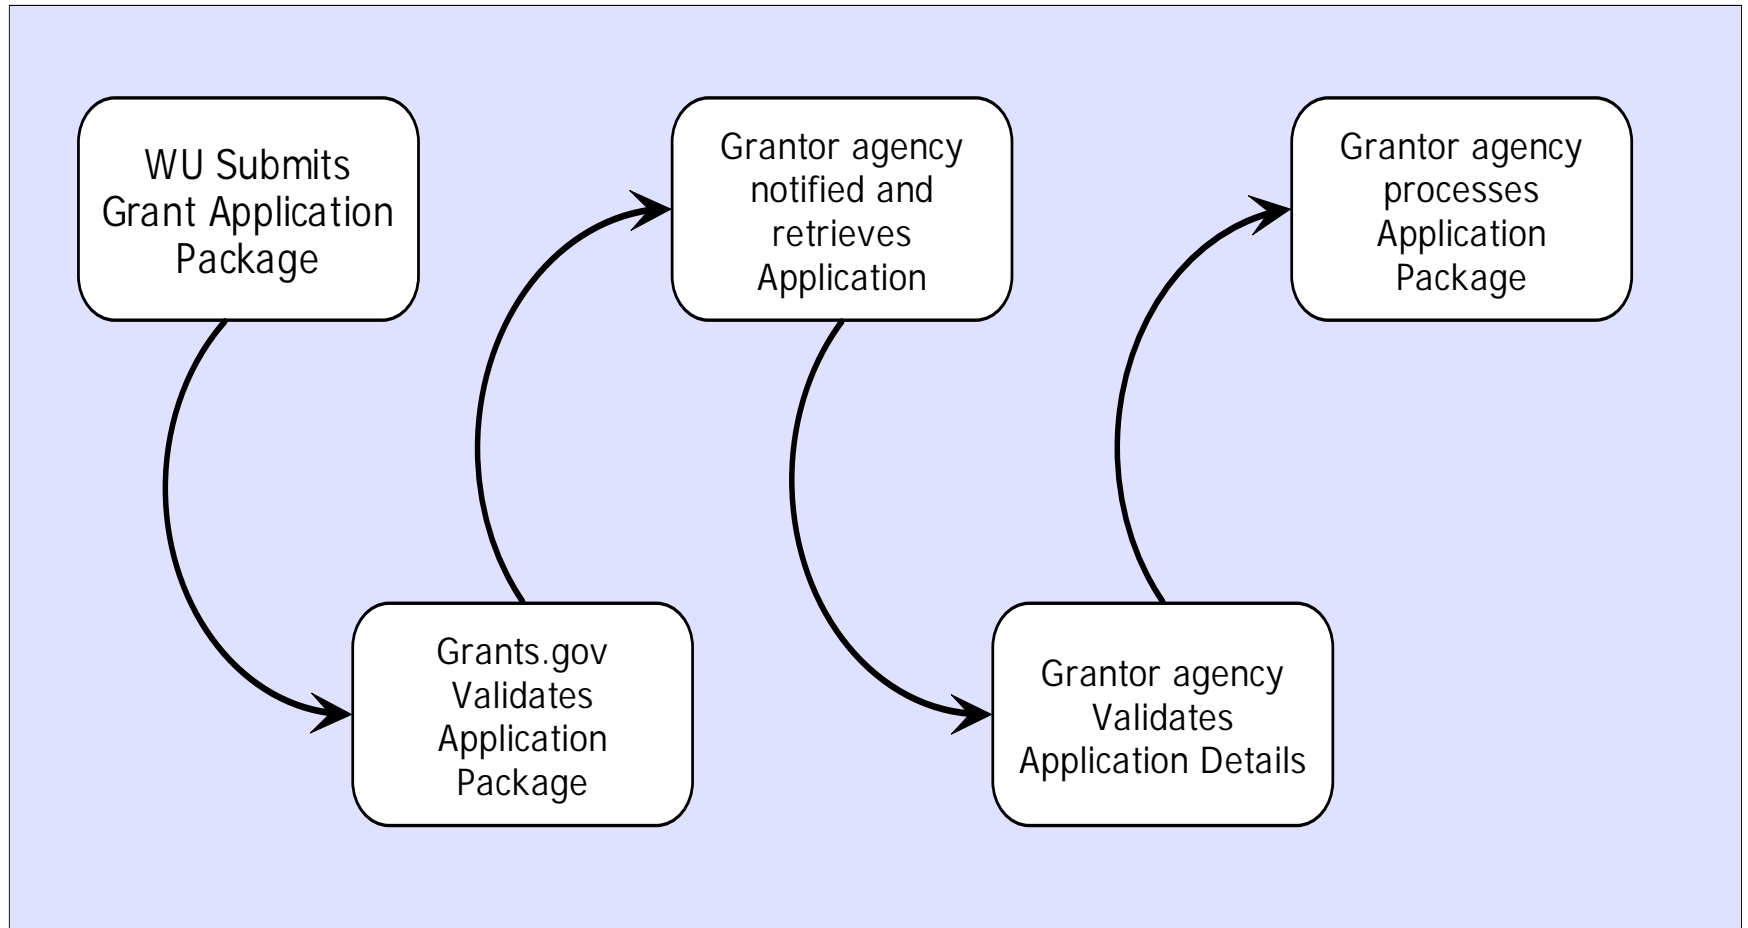 WU Submits
Grant Application
Package
Grants.gov
Validates
Application
Package
Grantor agency
notified and
retrieves
Application
Grantor agency
Validates
Application Details
Grantor agency
processes
Application
Package